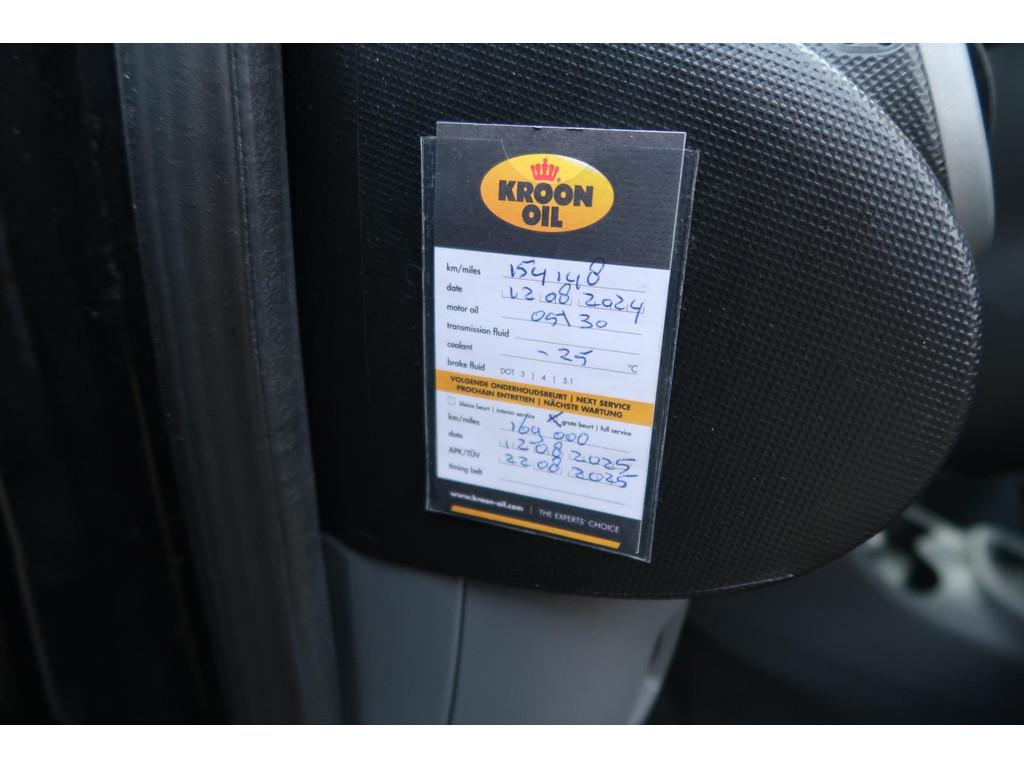 KROON
OIL
km/miles 154148
date 12 08 2024
motor oil 05\30
transmission fluid
coolant -25 °C
brake fluid DOT 3 | 4 | 5.1
VOLGENDE ONDERHOUDSBEURT | NEXT SERVICE
PROCHAIN ENTRETIEN | NÄCHSTE WARTUNG
kleine beurt | interim service X grote beurt | full service
km/miles 169 000
date 12 08 2025
APK/TÜV 22 08 2025
timing belt
www.kroon-oil.com | THE EXPERTS' CHOICE